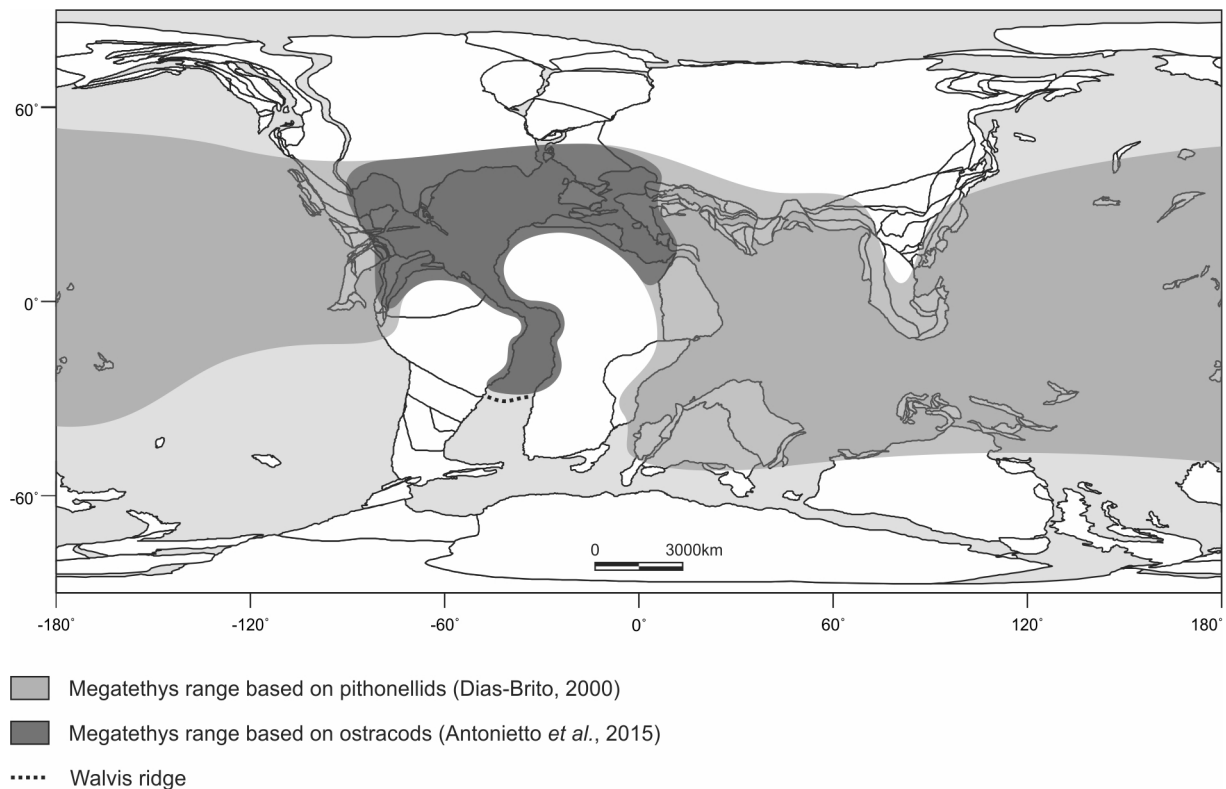 60°
0°
-60°
0 3000km
-180° -120° -60° 0° 60° 120° 180°
Megatethys range based on pithonellids (Dias-Brito, 2000)
Megatethys range based on ostracods (Antonietto et al., 2015)
Walvis ridge